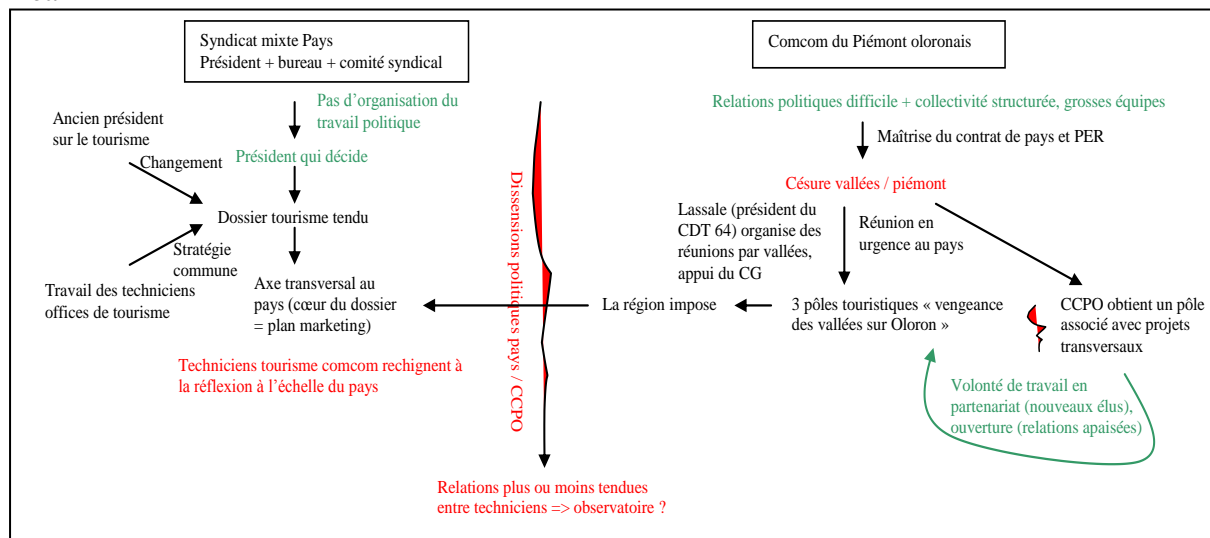 Syndicat mixte Pays
Président + bureau + comité syndical
Pas d'organisation du
travail politique
Ancien président
sur le tourisme
Changement
Président qui décide
Dossier tourisme tendu
Stratégie
commune
Travail des techniciens
offices de tourisme
Axe transversal au
pays (cœur du dossier
= plan marketing)
Techniciens tourisme comcom rechignent à
la réflexion à l'échelle du pays
Dissensions politiques pays / CCPO
Relations plus ou moins tendues
entre techniciens => observatoire ?
Comcom du Piémont oloronais
Relations politiques difficile + collectivité structurée, grosses équipes
Maîtrise du contrat de pays et PER
Césure vallées / piémont
Lassale (président du
CDT 64) organise des
réunions par vallées,
appui du CG
Réunion en
urgence au pays
La région impose
3 pôles touristiques « vengeance
des vallées sur Oloron »
CCPO obtient un pôle
associé avec projets
transversaux
Volonté de travail en
partenariat (nouveaux élus),
ouverture (relations apaisées)